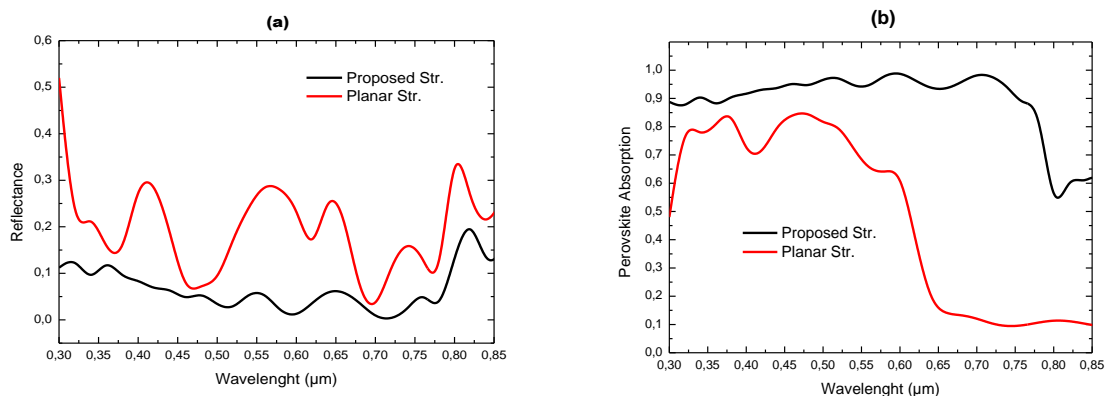 (a)
0,6
0,5
0,4
0,3
0,2
0,1
0,0
Reflectance
Proposed Str.
Planar Str.
0,30 0,35 0,40 0,45 0,50 0,55 0,60 0,65 0,70 0,75 0,80 0,85
Wavelenght (μm)
(b)
1,0
0,9
0,8
0,7
0,6
0,5
0,4
0,3
0,2
0,1
0,0
Perovskite Absorption
Proposed Str.
Planar Str.
0,30 0,35 0,40 0,45 0,50 0,55 0,60 0,65 0,70 0,75 0,80 0,85
Wavelenght (μm)